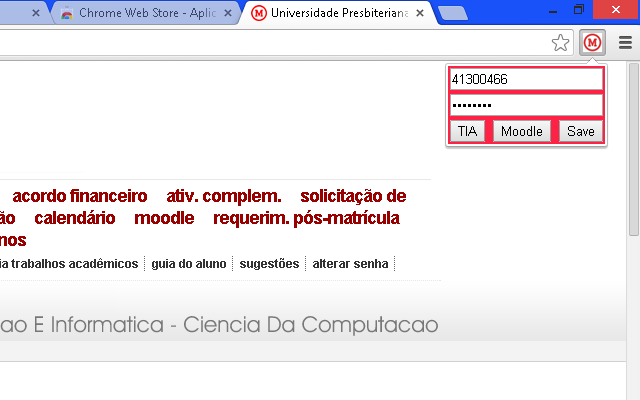 Chrome Web Store - Aplic
Universidade Presbiteriana
M
41300466
TIA Moodle Save
acordo financeiro ativ. complem. solicitação de
ão calendário moodle requerim. pós-matrícula
nos
ia trabalhos acadêmicos guia do aluno sugestões alterar senha
ao E Informatica - Ciencia Da Computacao